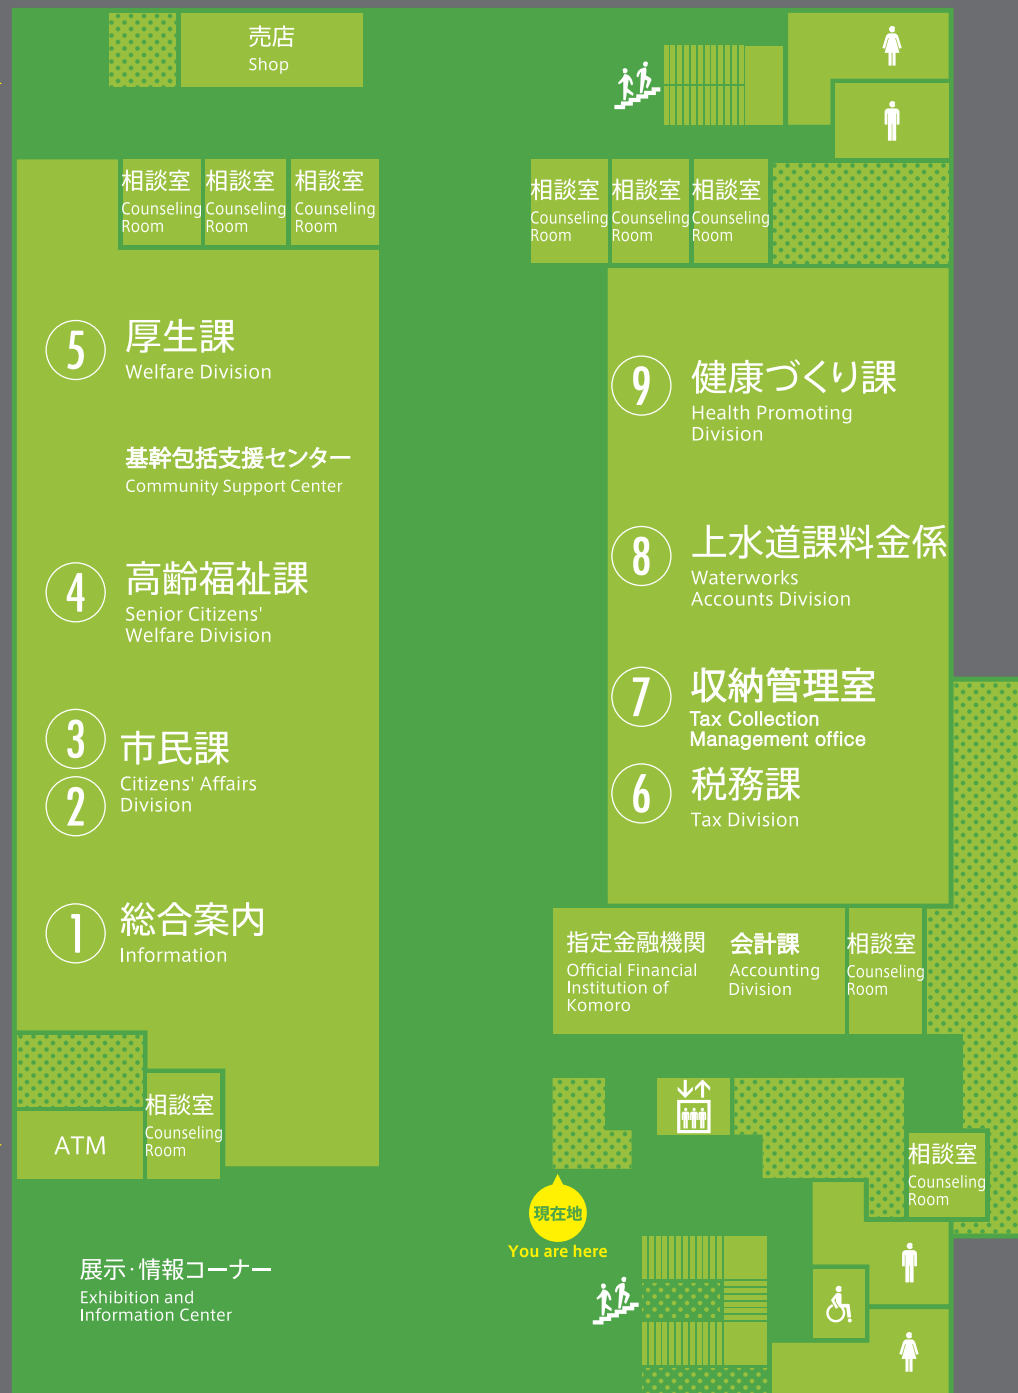 売店
Shop
相談室
Counseling
Room
相談室
Counseling
Room
相談室
Counseling
Room
相談室
Counseling
Room
相談室
Counseling
Room
相談室
Counseling
Room
5
厚生課
Welfare Division
基幹包括支援センター
Community Support Center
4
高齢福祉課
Senior Citizens'
Welfare Division
3
2
市民課
Citizens' Affairs
Division
1
総合案内
Information
9
健康づくり課
Health Promoting
Division
8
上水道課料金係
Waterworks
Accounts Division
7
収納管理室
Tax Collection
Management office
6
税務課
Tax Division
指定金融機関
Official Financial
Institution of
Komoro
会計課
Accounting
Division
相談室
Counseling
Room
ATM
相談室
Counseling
Room
相談室
Counseling
Room
現在地
You are here
展示·情報コーナー
Exhibition and
Information Center